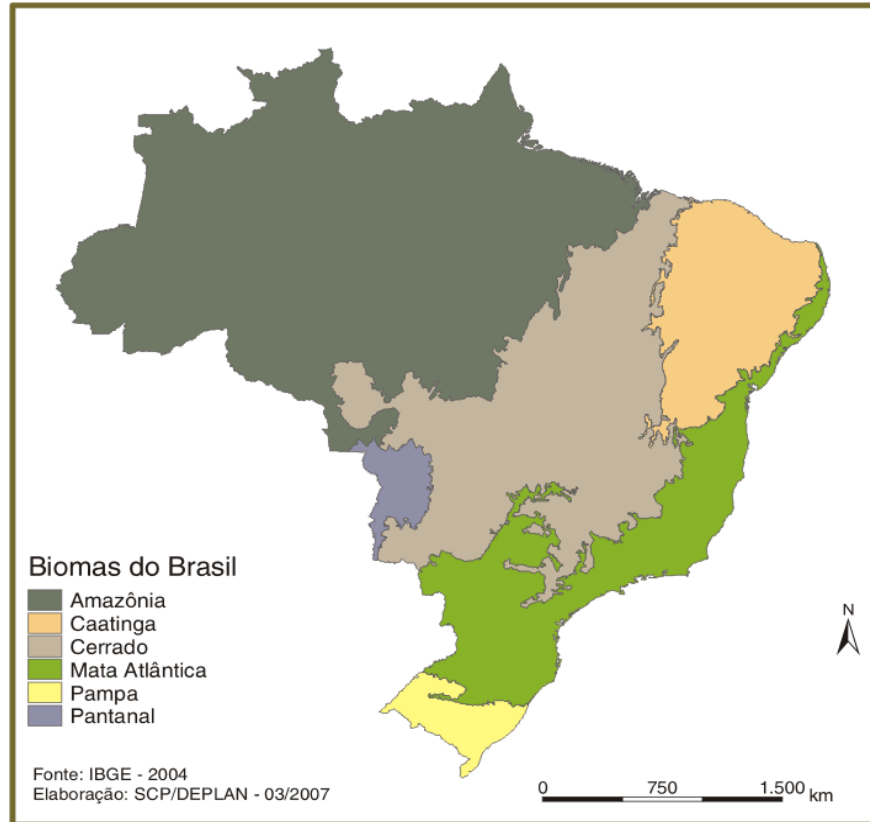 Biomas do Brasil
Amazônia
Caatinga
Cerrado
Mata Atlântica
Pampa
Pantanal
Fonte: IBGE - 2004
Elaboração: SCP/DEPLAN - 03/2007
N
0 750 1.500 km